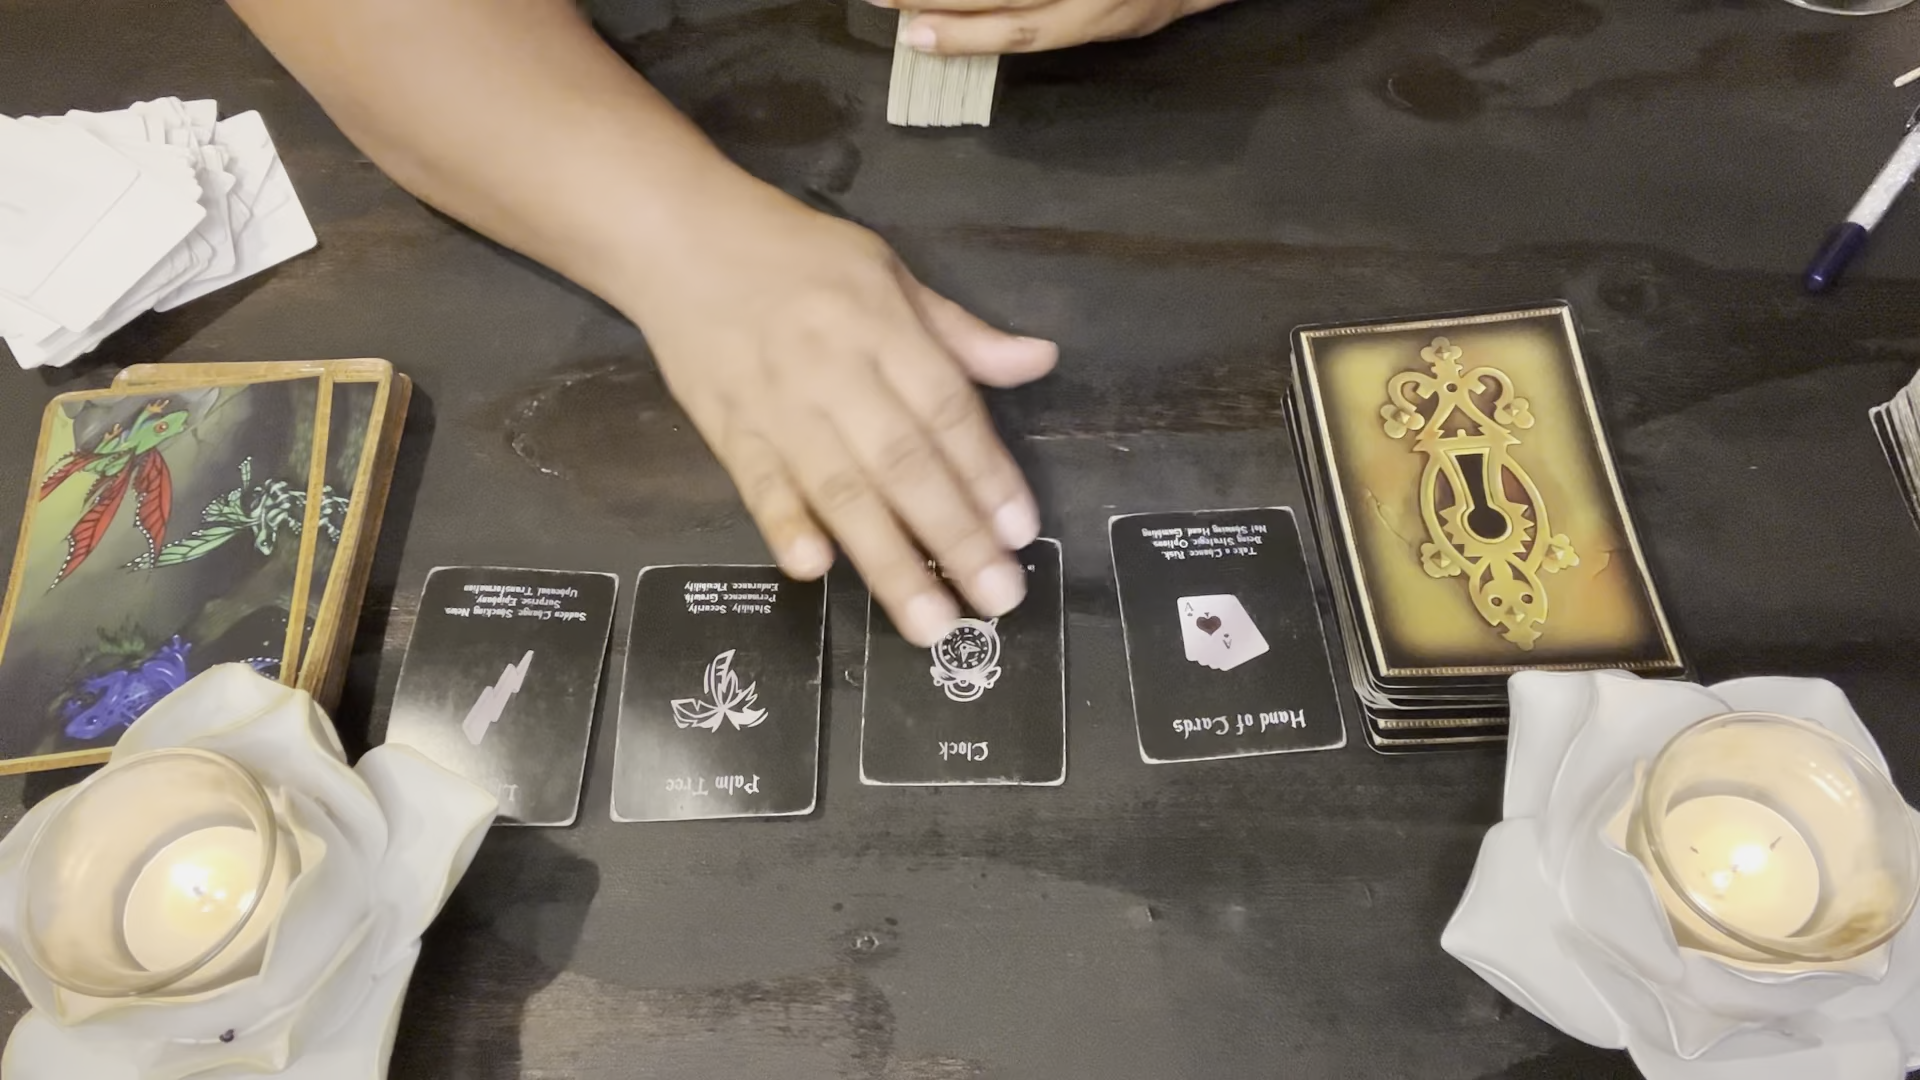 Hand of Cards
A
A
Take a Chance, Risk,
Being Strategic, Options,
Not Showing Hand, Gambling
Clock
Palm Tree
Stability, Security,
Permanence, Growth,
Endurance, Flexibility
Sudden Change, Shocking News,
Surprise, Epiphany,
Upheaval, Transformation